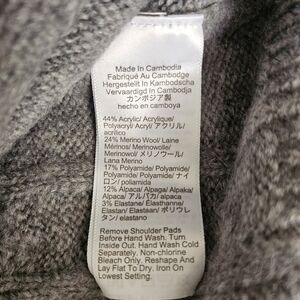 Made In Cambodia
Fabriqué Au Cambodge
Hergestellt In Kambodscha
Vervaardigd In Cambodja
カンボジア製
hecho en camboya
44% Acrylic/ Acrylique/
Polyacryl/ Acryl/ アクリル/
acrílico
24% Merino Wool/ Laine
Mérinos/ Merinowolle/
Merinowol/ メリノウール/
Lana Merino
17% Polyamide/ Polyamide/
Polyamid/ Polyamide/ ナイ
ロン/ poliamida
12% Alpaca/ Alpaga/ Alpaka/
Alpaca/ アルパカ/ alpaca
3% Elastane/ Elasthanne/
Elastan/ Elastaan/ ポリウレ
タン/ elastano
Remove Shoulder Pads
Before Hand Wash. Turn
Inside Out. Hand Wash Cold
Separately. Non-chlorine
Bleach Only. Reshape And
Lay Flat To Dry. Iron On
Lowest Setting.